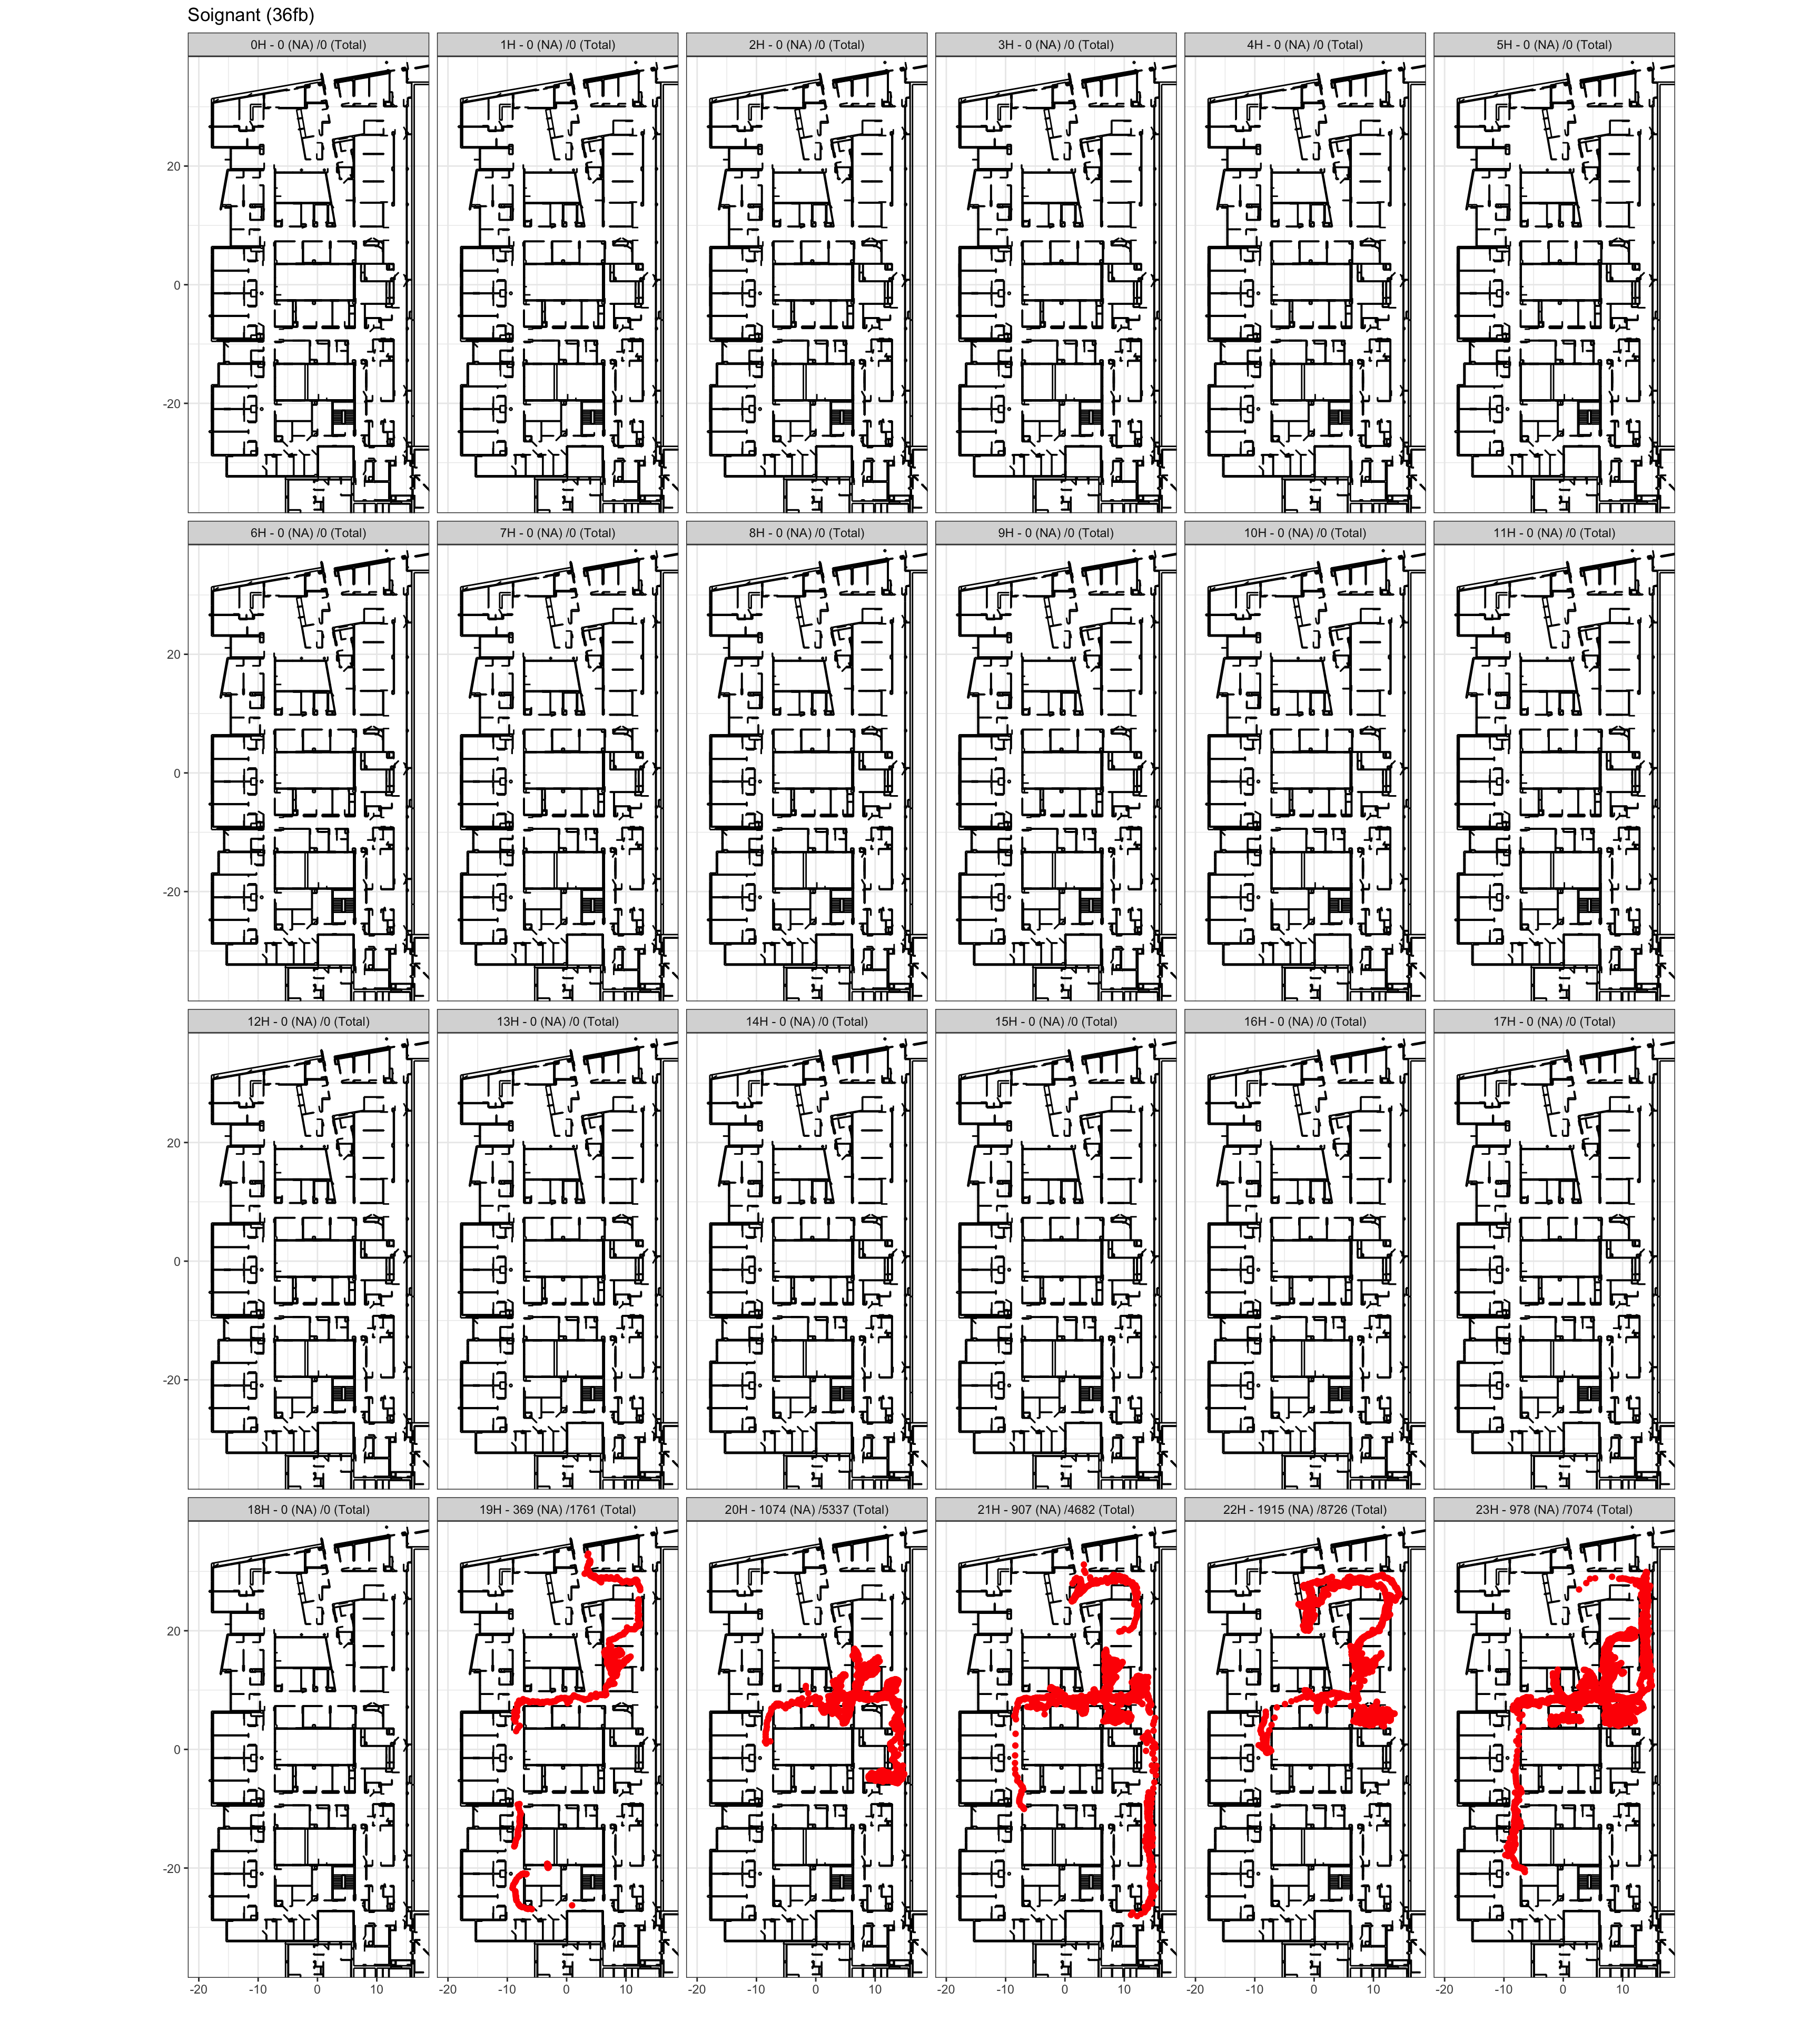 Soignant (36fb)
0H - 0 (NA) /0 (Total) 1H - 0 (NA) /0 (Total) 2H - 0 (NA) /0 (Total) 3H - 0 (NA) /0 (Total) 4H - 0 (NA) /0 (Total) 5H - 0 (NA) /0 (Total)
20
0
-20
6H - 0 (NA) /0 (Total) 7H - 0 (NA) /0 (Total) 8H - 0 (NA) /0 (Total) 9H - 0 (NA) /0 (Total) 10H - 0 (NA) /0 (Total) 11H - 0 (NA) /0 (Total)
20
0
-20
12H - 0 (NA) /0 (Total) 13H - 0 (NA) /0 (Total) 14H - 0 (NA) /0 (Total) 15H - 0 (NA) /0 (Total) 16H - 0 (NA) /0 (Total) 17H - 0 (NA) /0 (Total)
20
0
-20
18H - 0 (NA) /0 (Total) 19H - 369 (NA) /1761 (Total) 20H - 1074 (NA) /5337 (Total) 21H - 907 (NA) /4682 (Total) 22H - 1915 (NA) /8726 (Total) 23H - 978 (NA) /7074 (Total)
20
0
-20
-20 -10 0 10 -20 -10 0 10 -20 -10 0 10 -20 -10 0 10 -20 -10 0 10 -20 -10 0 10